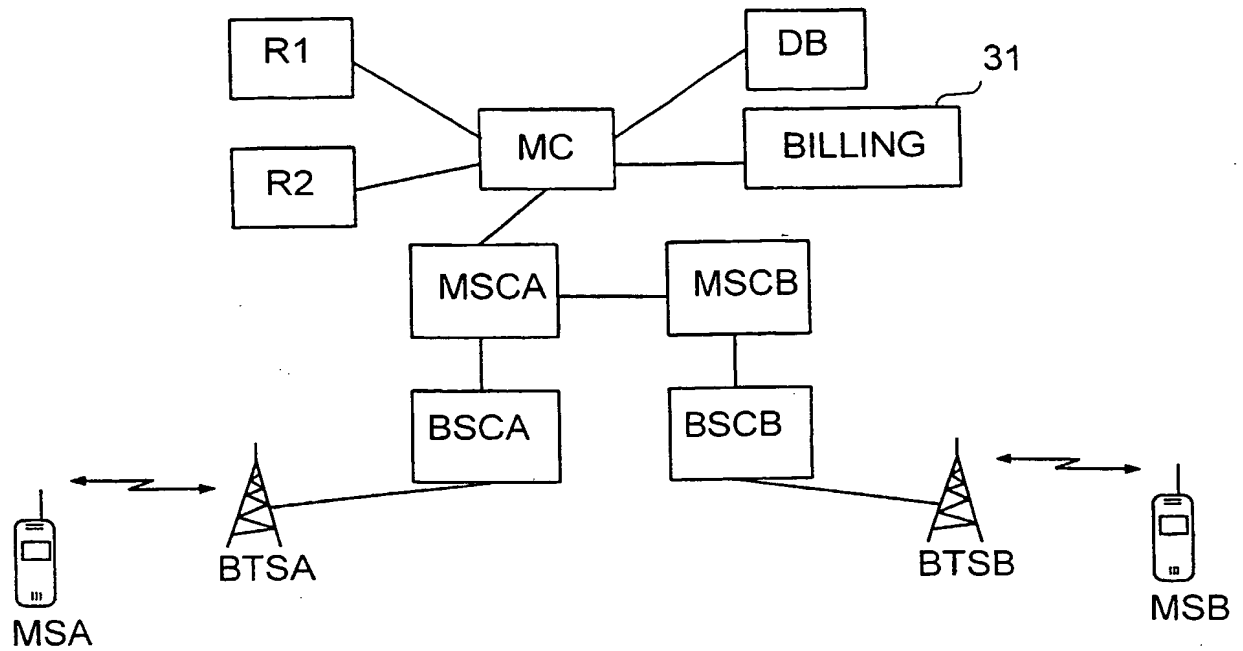 R1
DB
31
MC
BILLING
R2
MSCA
MSCB
BSCA
BSCB
BTSA
BTSB
MSA
MSB